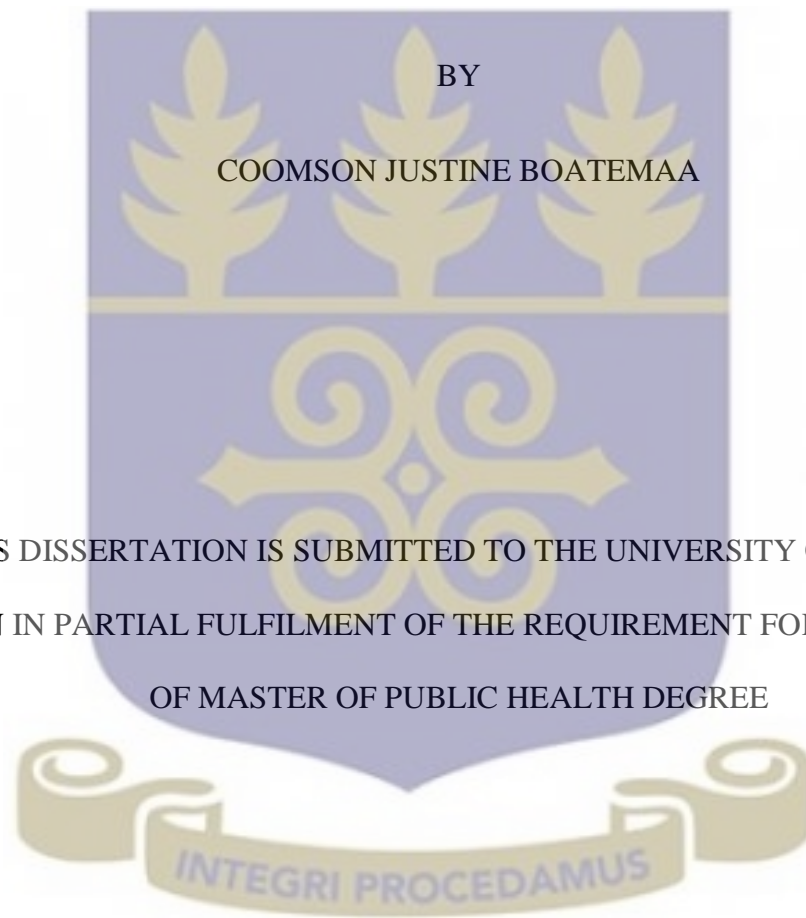 BY
COOMSON JUSTINE BOATEMAA
S DISSERTATION IS SUBMITTED TO THE UNIVERSITY
IN PARTIAL FULFILMENT OF THE REQUIREMENT FO
OF MASTER OF PUBLIC HEALTH DEGREE
INTEGRI PROCEDAMUS